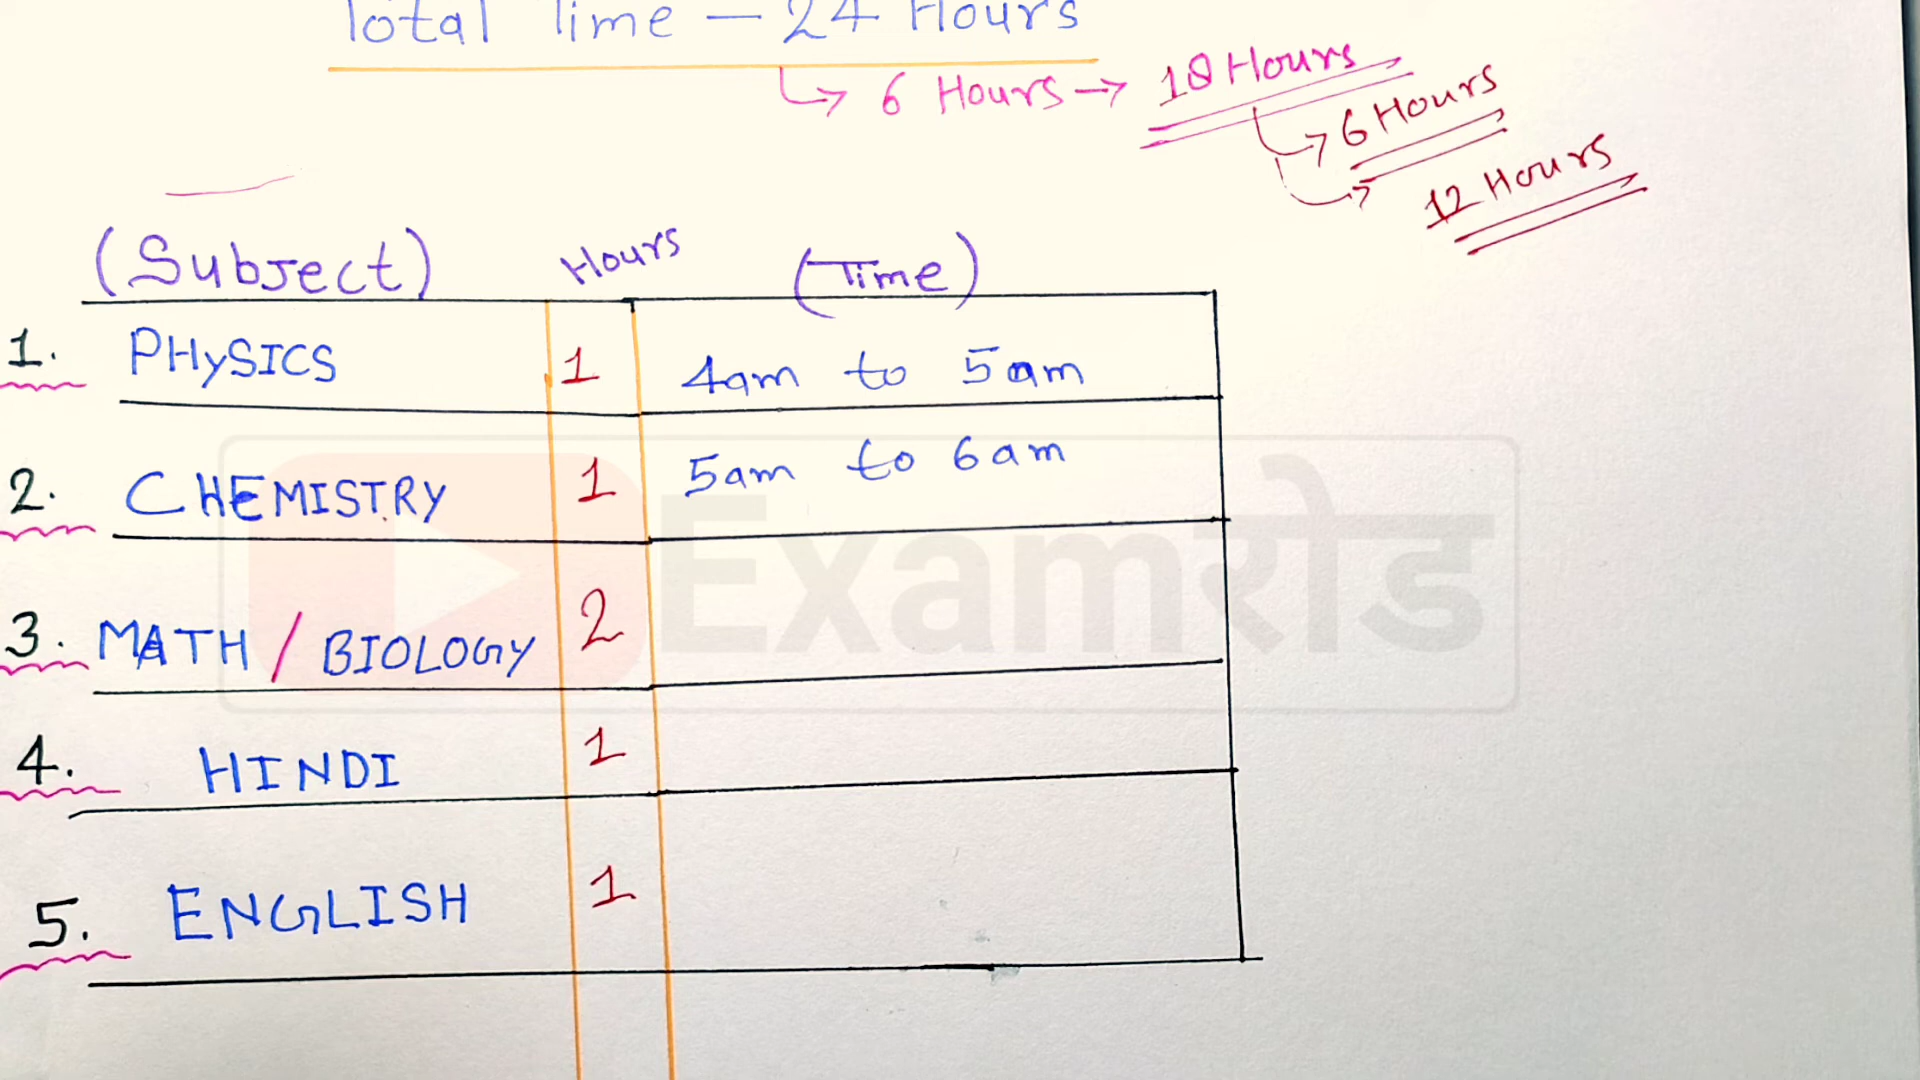 Total Time - 24 Hours
↳ 6 Hours → 18 Hours
↳ 6 Hours
↳ 12 Hours
(Subject) Hours (Time)
1. PHySICS 1 4am to 5am
2. CHEMISTRY 1 5am to 6am
3. MATH / BIOLOGY 2
4. HINDI 1
5. ENGLISH 1
Examरोड